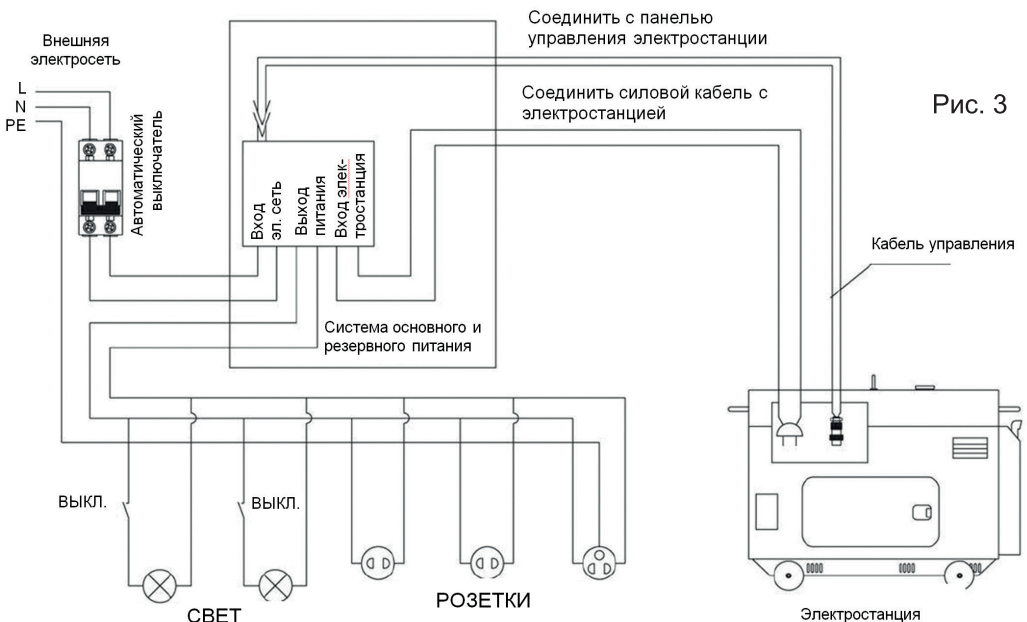 Соединить с панелью
управления электростанции
Внешняя
электросеть
L
N
PE
Автоматический
выключатель
Соединить силовой кабель с
электростанцией
Рис. 3
Вход
эл. сеть
Выход
питания
Вход элек-
тростанция
Кабель управления
Система основного и
резервного питания
ВЫКЛ.
ВЫКЛ.
СВЕТ
РОЗЕТКИ
Электростанция